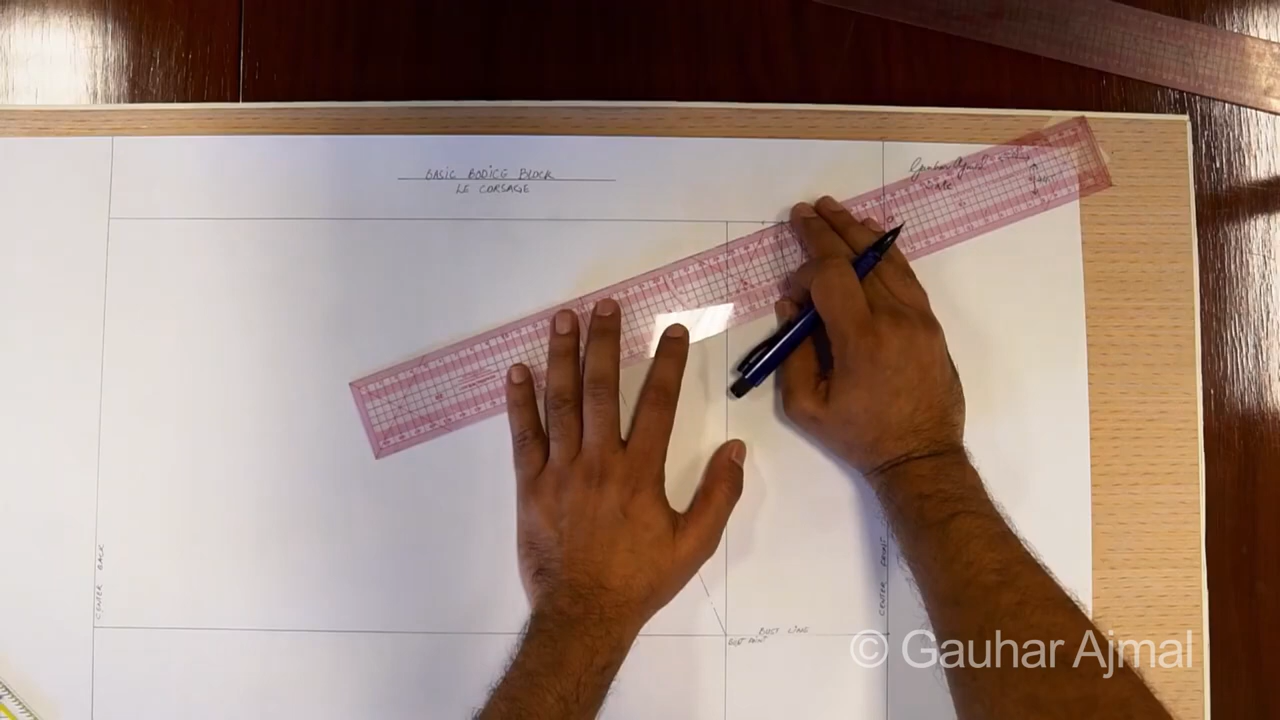 BASIC BODICE BLOCK
LE CORSAGE
CENTER BACK
CENTER FRONT
BUST LINE
BUST POINT
© Gauhar Ajmal